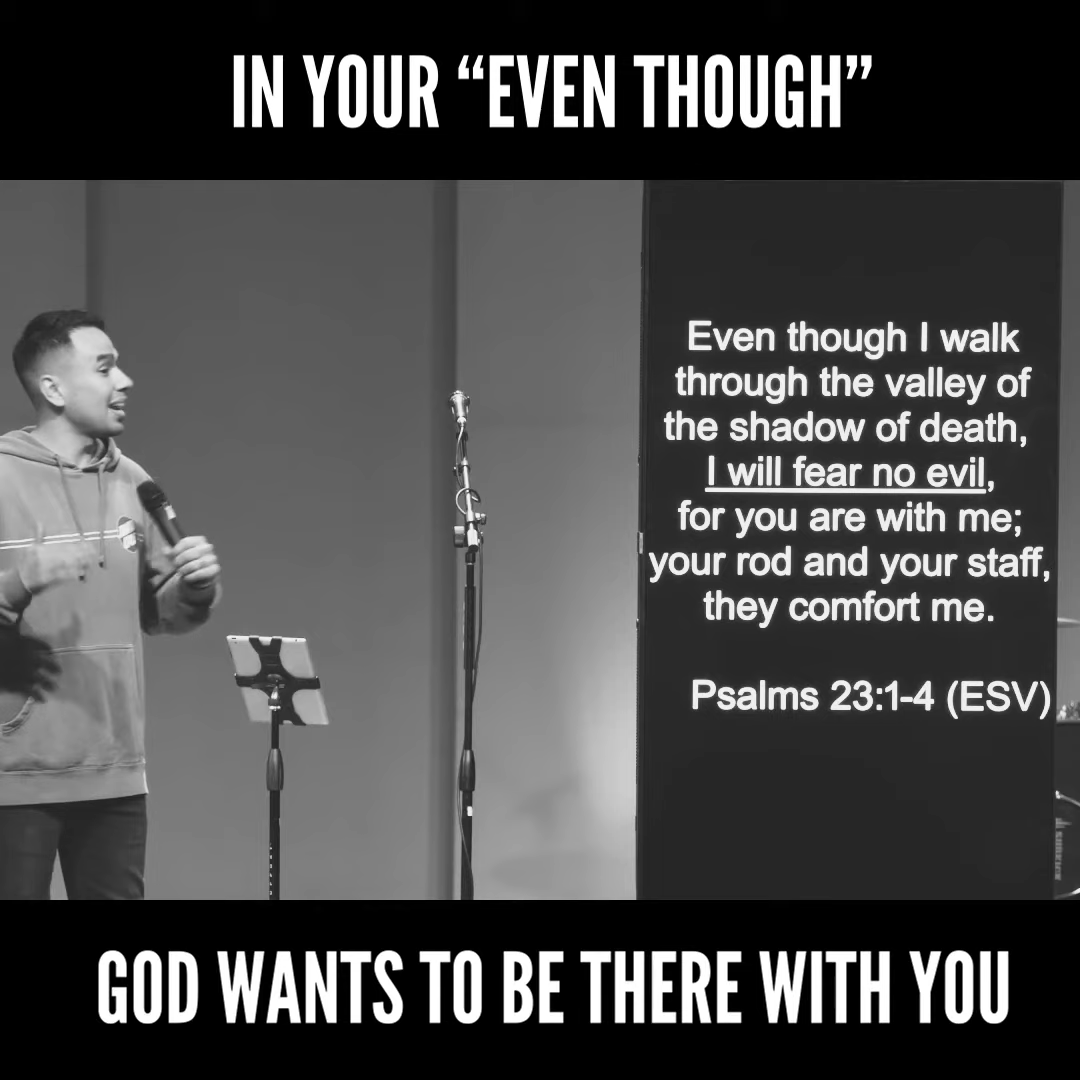 IN YOUR “EVEN THOUGH”
Even though I walk
through the valley of
the shadow of death,
I will fear no evil,
for you are with me;
your rod and your staff,
they comfort me.
Psalms 23:1-4 (ESV)
GOD WANTS TO BE THERE WITH YOU